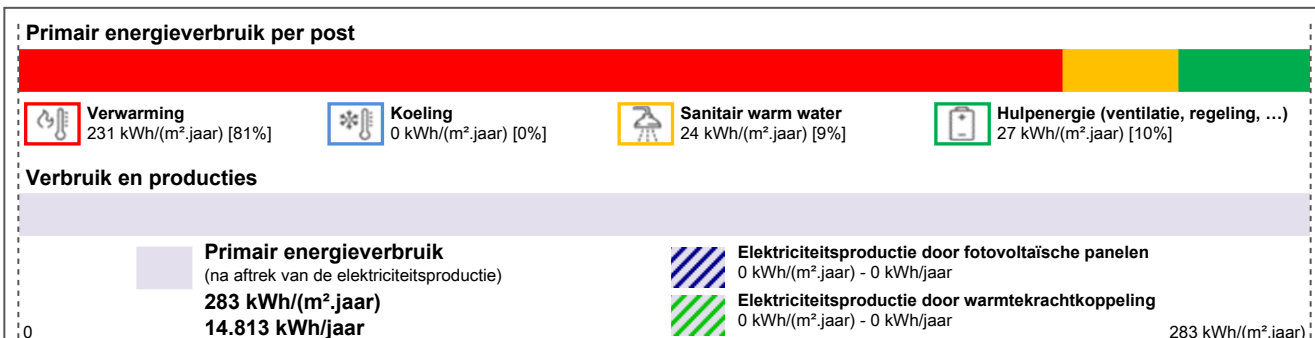 Primair energieverbruik per post
Verwarming
231 kWh/(m².jaar) [81%]
Koeling
0 kWh/(m².jaar) [0%]
Sanitair warm water
24 kWh/(m².jaar) [9%]
Hulpenergie (ventilatie, regeling, …)
27 kWh/(m².jaar) [10%]
Verbruik en producties
Primair energieverbruik
(na aftrek van de elektriciteitsproductie)
283 kWh/(m².jaar)
14.813 kWh/jaar
Elektriciteitsproductie door fotovoltaïsche panelen
0 kWh/(m².jaar) - 0 kWh/jaar
Elektriciteitsproductie door warmtekrachtkoppeling
0 kWh/(m².jaar) - 0 kWh/jaar
0
283 kWh/(m².jaar)